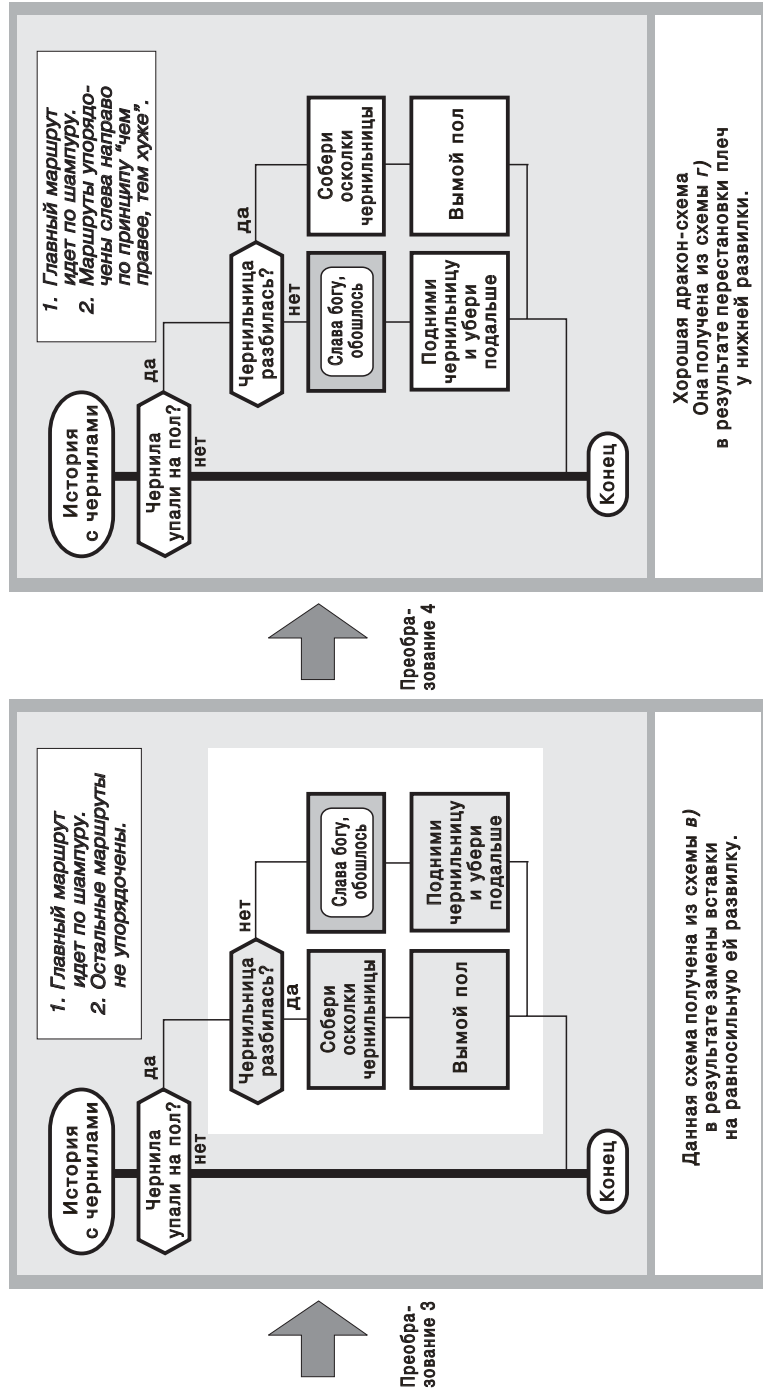 Преобра-
зование 3
История
с чернилами
1. Главный маршрут
идет по шампуру.
2. Остальные маршруты
не упорядочены.
Чернила
упали на пол?
да
нет
Чернильница
разбилась?
нет
да
Собери
осколки
чернильницы
Слава богу,
обошлось
Вымой пол
Подними
чернильницу
и убери
подальше
Конец
Данная схема получена из схемы в)
в результате замены вставки
на равносильную ей развилку.
Преобра-
зование 4
История
с чернилами
1. Главный маршрут
идет по шампуру.
2. Маршруты упорядо-
чены слева направо
по принципу "чем
правее, тем хуже".
Чернила
упали на пол?
да
нет
Чернильница
разбилась?
да
нет
Слава богу,
обошлось
Собери
осколки
чернильницы
Подними
чернильницу
и убери
подальше
Вымой пол
Конец
Хорошая дракон-схема
Она получена из схемы г)
в результате перестановки плеч
у нижней развилки.